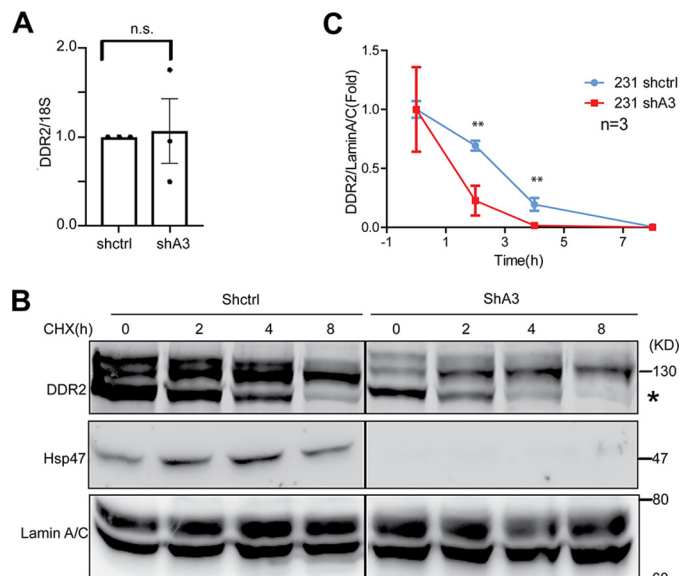 A
n.s.
2.0
1.0
0.0
DDR2/18S
shctrl shA3
C
1.5
1.0
0.5
0.0
DDR2/LaminA/C(Fold)
231 shctrl
231 shA3
n=3
**
**
-1 1 3 5 7
Time(h)
B
Shctrl ShA3
CHX(h) 0 2 4 8 0 2 4 8
(KD)
DDR2
130
*
Hsp47
47
Lamin A/C
80